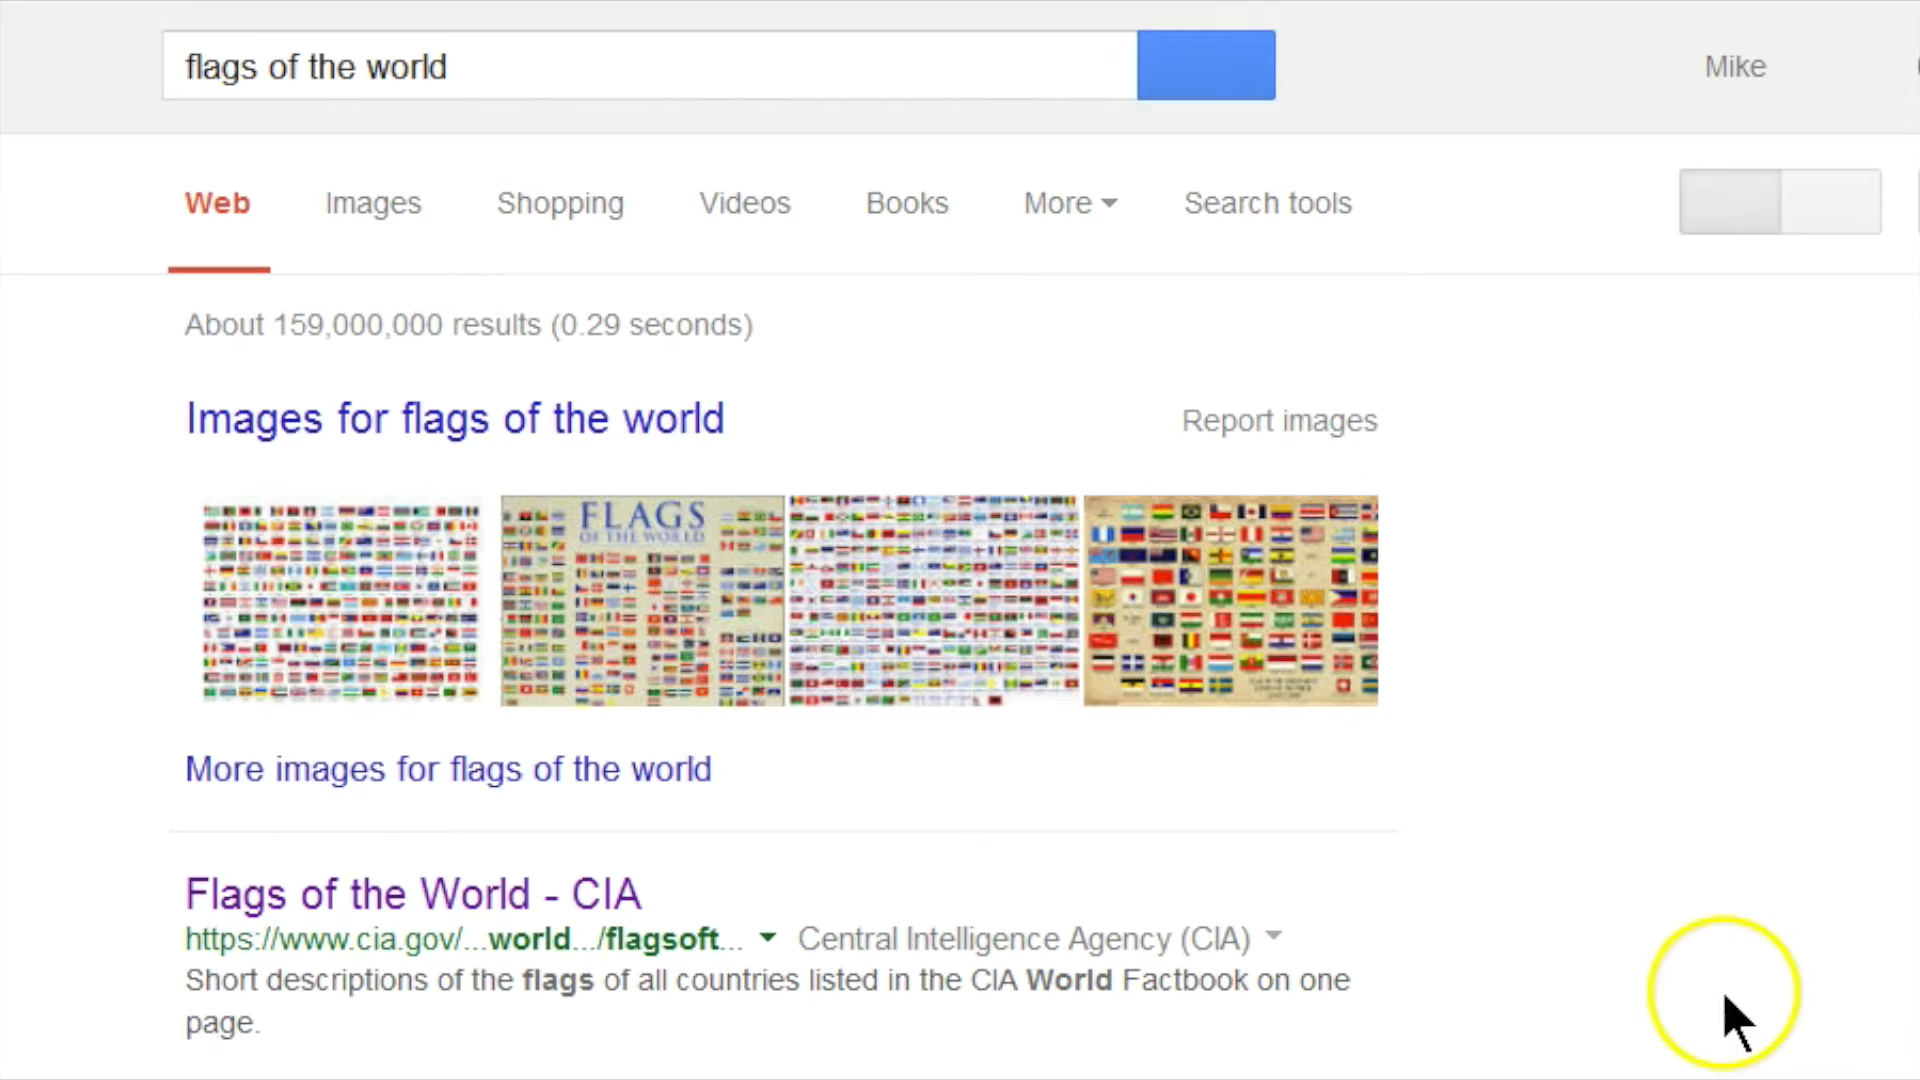 flags of the world
Mike
Web Images Shopping Videos Books More Search tools
About 159,000,000 results (0.29 seconds)
Images for flags of the world Report images
FLAGS
OF THE WORLD
More images for flags of the world
Flags of the World - CIA
https://www.cia.gov/...world.../flagsoft... Central Intelligence Agency (CIA)
Short descriptions of the flags of all countries listed in the CIA World Factbook on one
page.